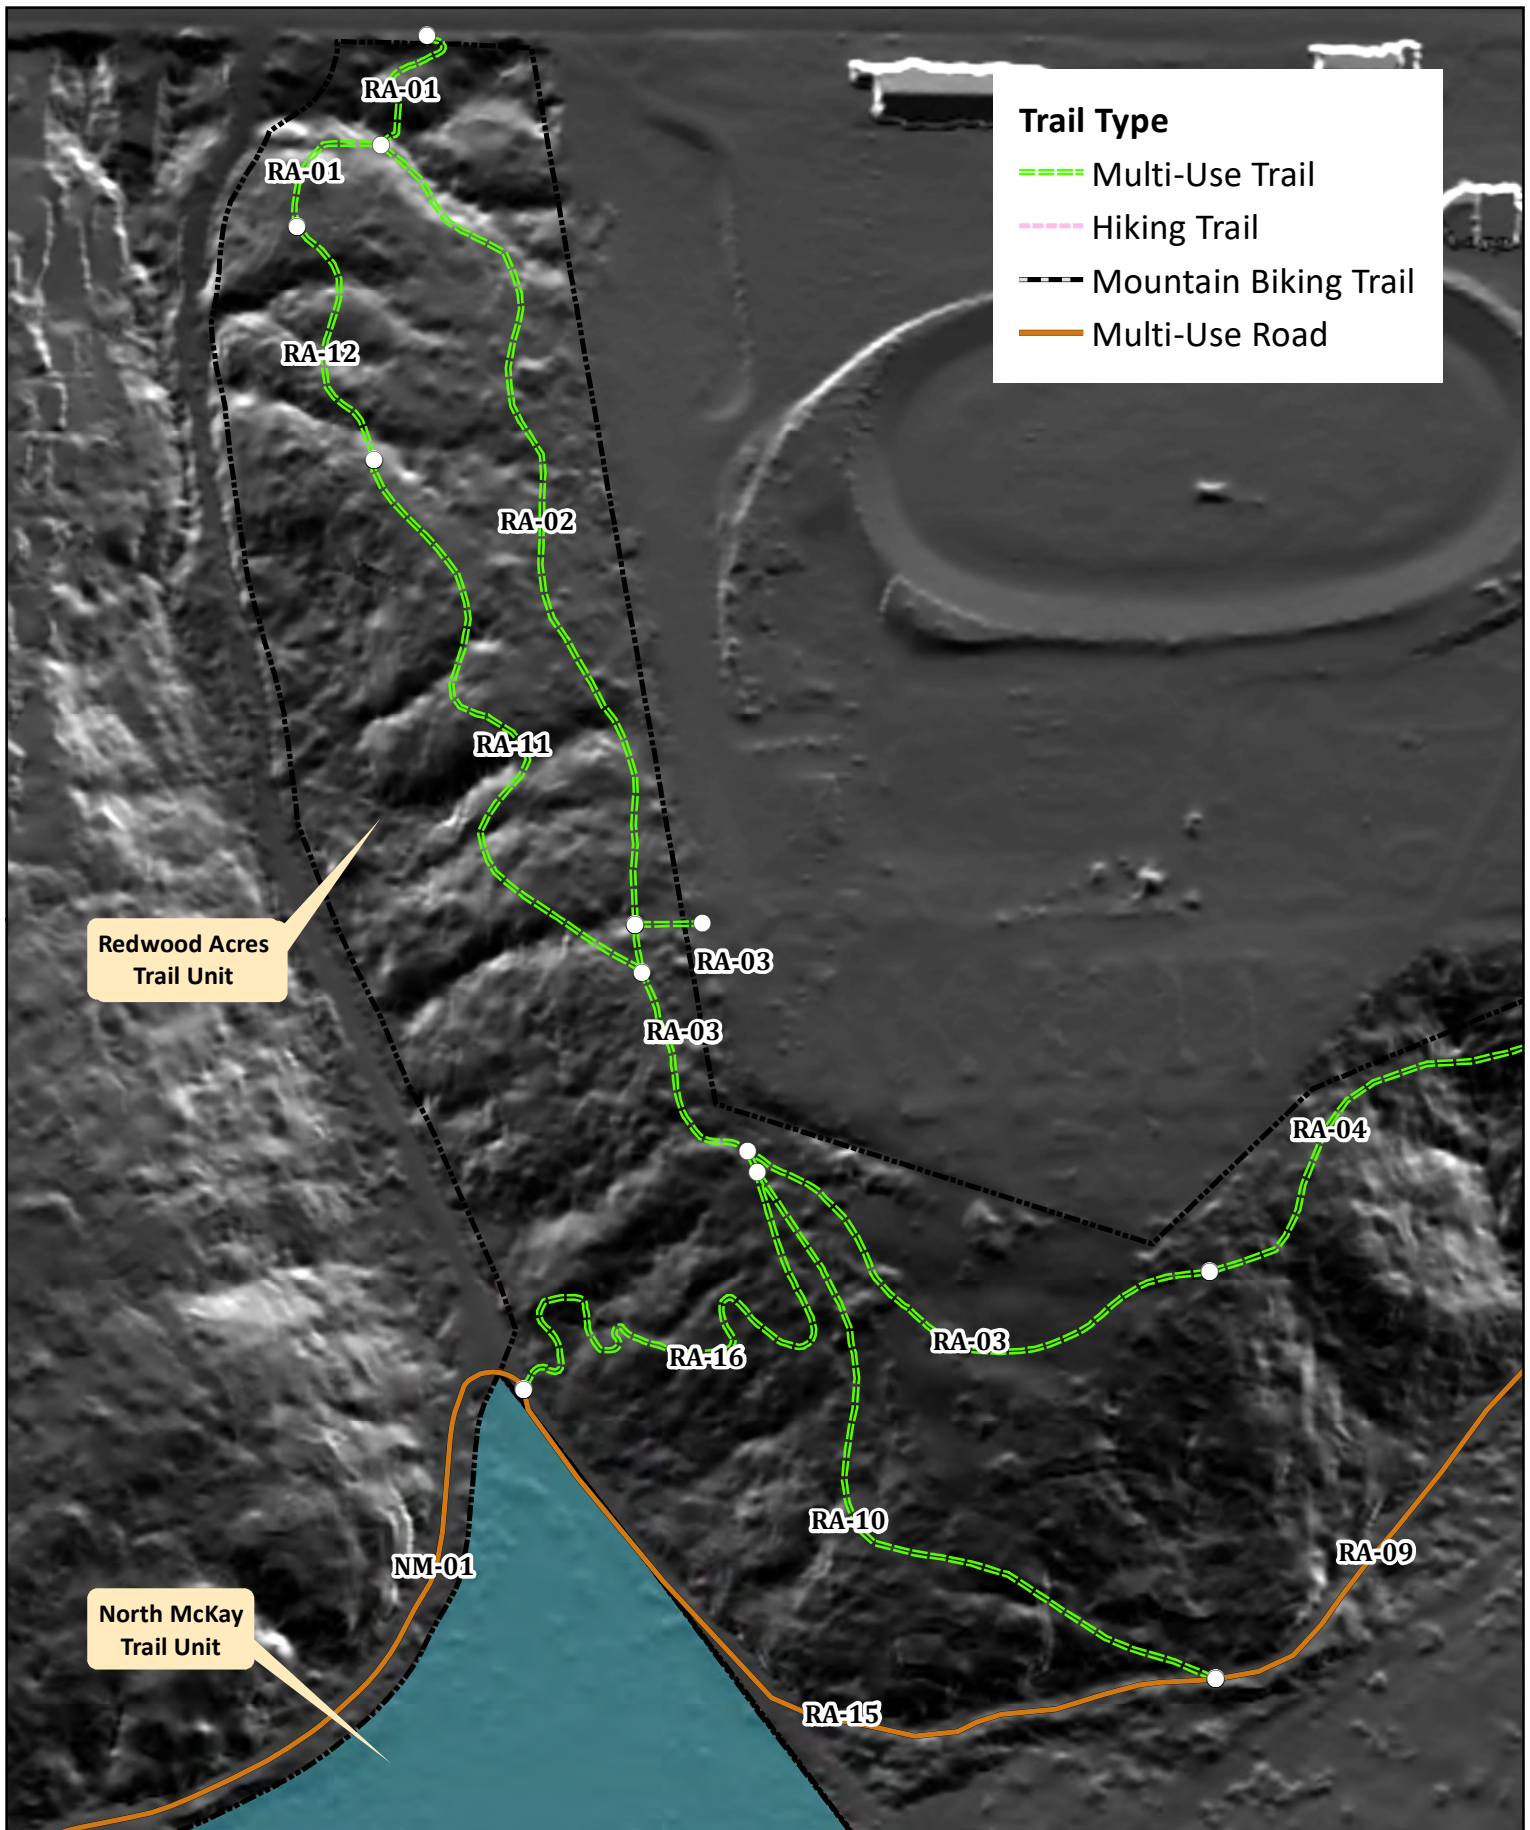 RA-01
Trail Type
Multi-Use Trail
Hiking Trail
Mountain Biking Trail
Multi-Use Road
RA-01
RA-12
RA-02
RA-11
Redwood Acres
Trail Unit
RA-03
RA-03
RA-04
RA-03
RA-16
RA-10
RA-09
NM-01
North McKay
Trail Unit
RA-15